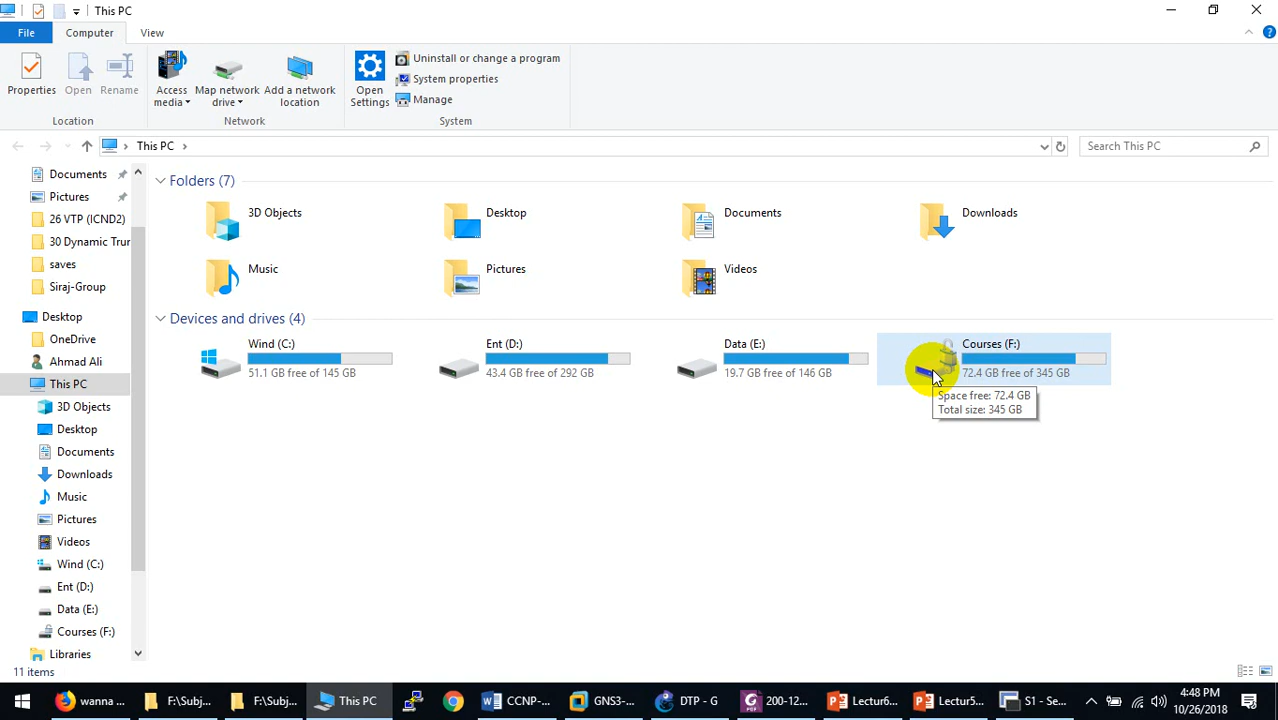 This PC
File Computer View
Properties Open Rename Access media Map network drive Add a network location Open Settings Uninstall or change a program
System properties
Manage
Location Network System
This PC Search This PC
Documents
Pictures
26 VTP (ICND2)
30 Dynamic Trur
saves
Siraj-Group
Desktop
OneDrive
Ahmad Ali
This PC
3D Objects
Desktop
Documents
Downloads
Music
Pictures
Videos
Wind (C:)
Ent (D:)
Data (E:)
Courses (F:)
Libraries
Folders (7)
3D Objects Desktop Documents Downloads
Music Pictures Videos
Devices and drives (4)
Wind (C:) Ent (D:) Data (E:) Courses (F:)
51.1 GB free of 145 GB 43.4 GB free of 292 GB 19.7 GB free of 146 GB 72.4 GB free of 345 GB
Space free: 72.4 GB
Total size: 345 GB
11 items
wanna ... F:\Subj... F:\Subj... This PC CCNP-... GNS3-... DTP - G 200-12... Lectur6... Lectur5... S1 - Se...
4:48 PM
10/26/2018